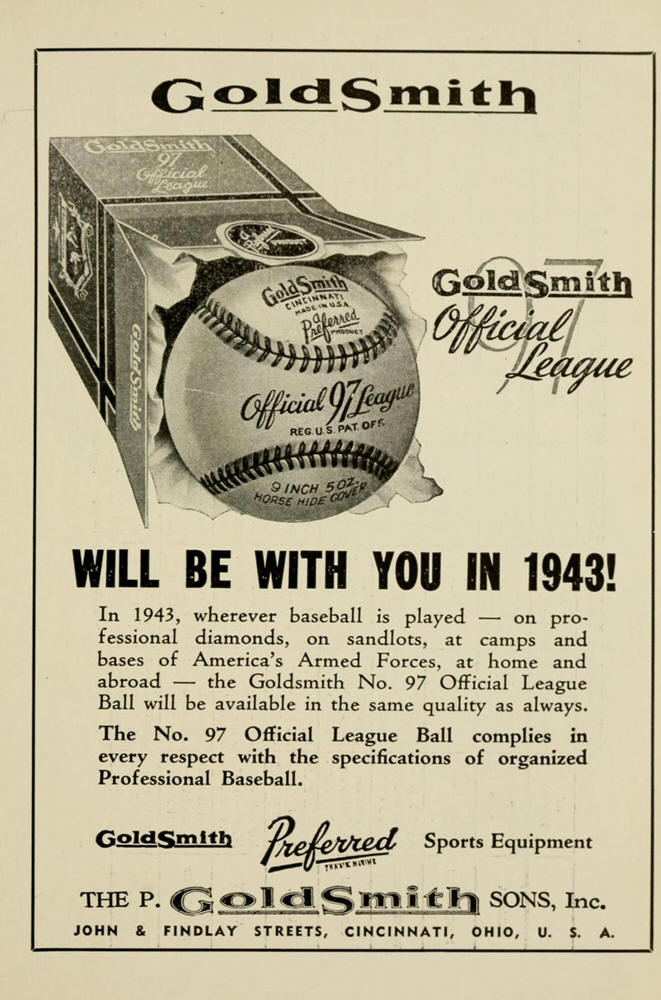 GoldSmith
GoldSmith
97
Official
League
GoldSmith
GoldSmith
CINCINNATI
MADE IN U.S.A.
a
Preferred
PRODUCT
Official 97 League
REG. U.S. PAT. OFF.
9 INCH 5 OZ.
HORSE HIDE COVER
97
GoldSmith
Official
League
WILL BE WITH YOU IN 1943!
In 1943, wherever baseball is played — on pro-
fessional diamonds, on sandlots, at camps and
bases of America's Armed Forces, at home and
abroad — the Goldsmith No. 97 Official League
Ball will be available in the same quality as always.
The No. 97 Official League Ball complies in
every respect with the specifications of organized
Professional Baseball.
GoldSmith Preferred Sports Equipment
THE P. GoldSmith SONS, Inc.
JOHN & FINDLAY STREETS, CINCINNATI, OHIO, U. S. A.